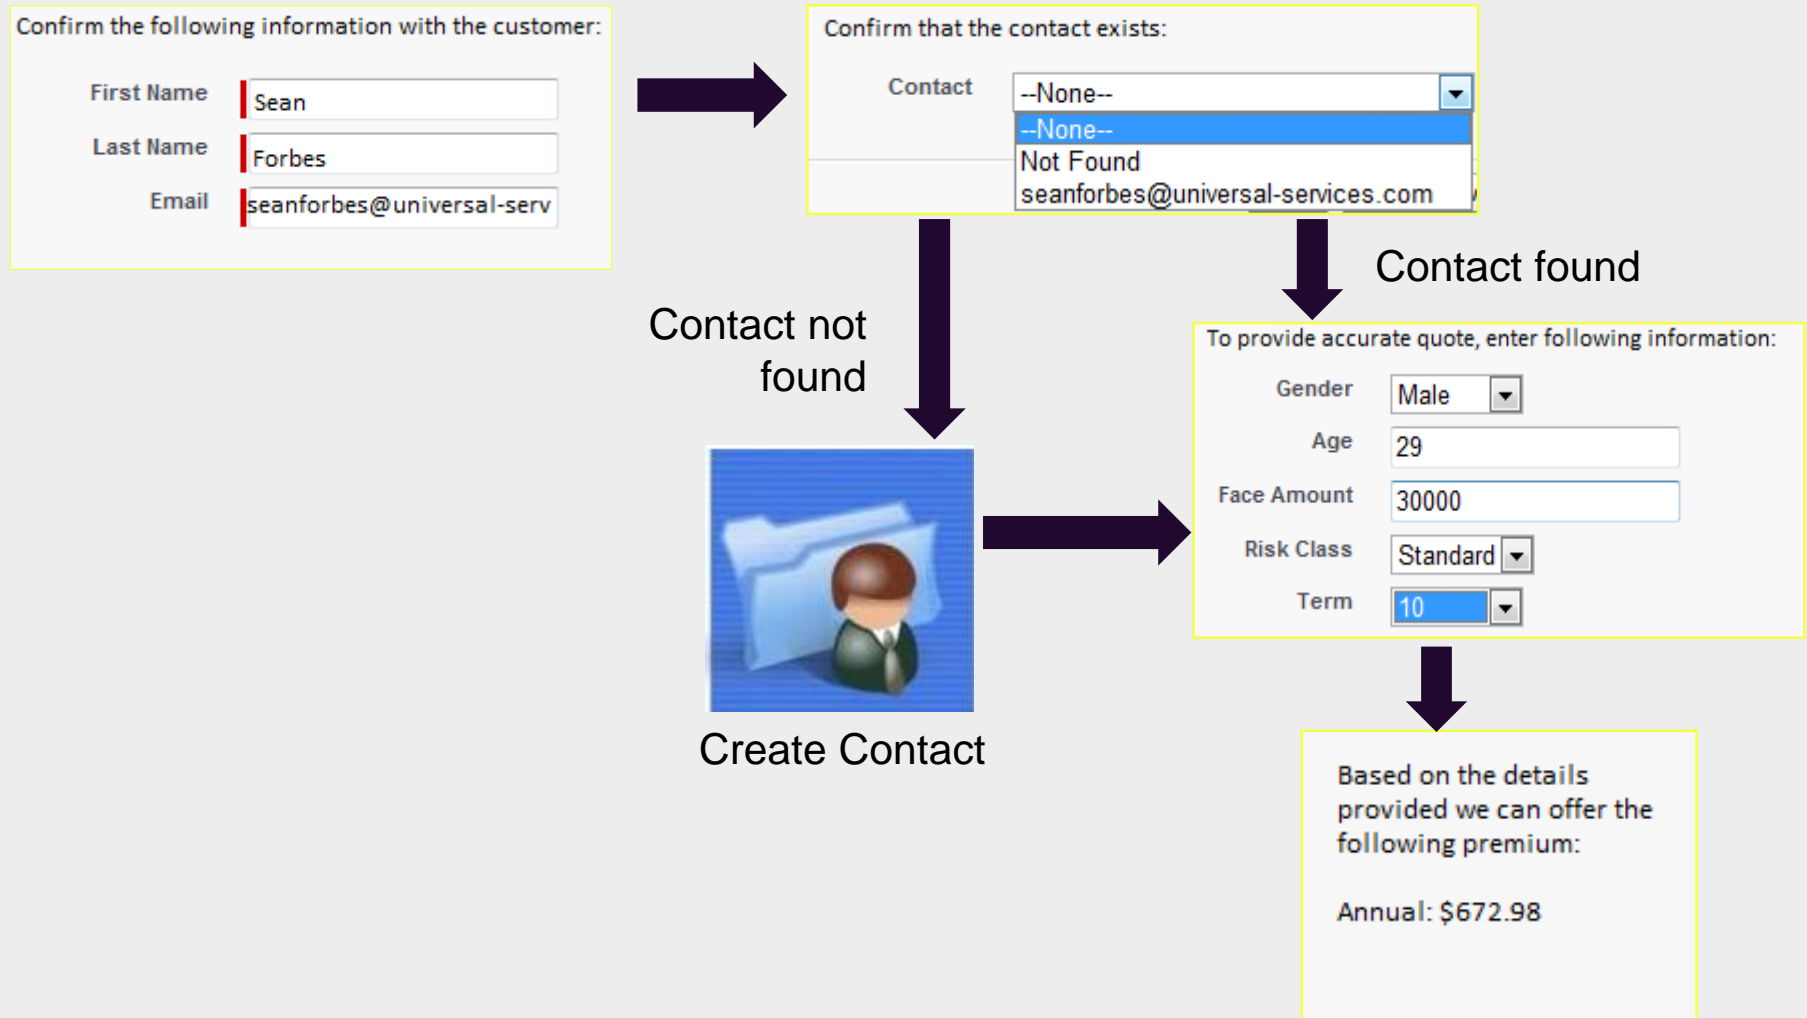 Confirm the following information with the customer:
First Name
Sean
Last Name
Forbes
Email
seanforbes@universal-serv
Confirm that the contact exists:
Contact
--None--
--None--
Not Found
seanforbes@universal-services.com
Contact not
found
Contact found
Create Contact
To provide accurate quote, enter following information:
Gender
Male
Age
29
Face Amount
30000
Risk Class
Standard
Term
10
Based on the details
provided we can offer the
following premium:
Annual: $672.98